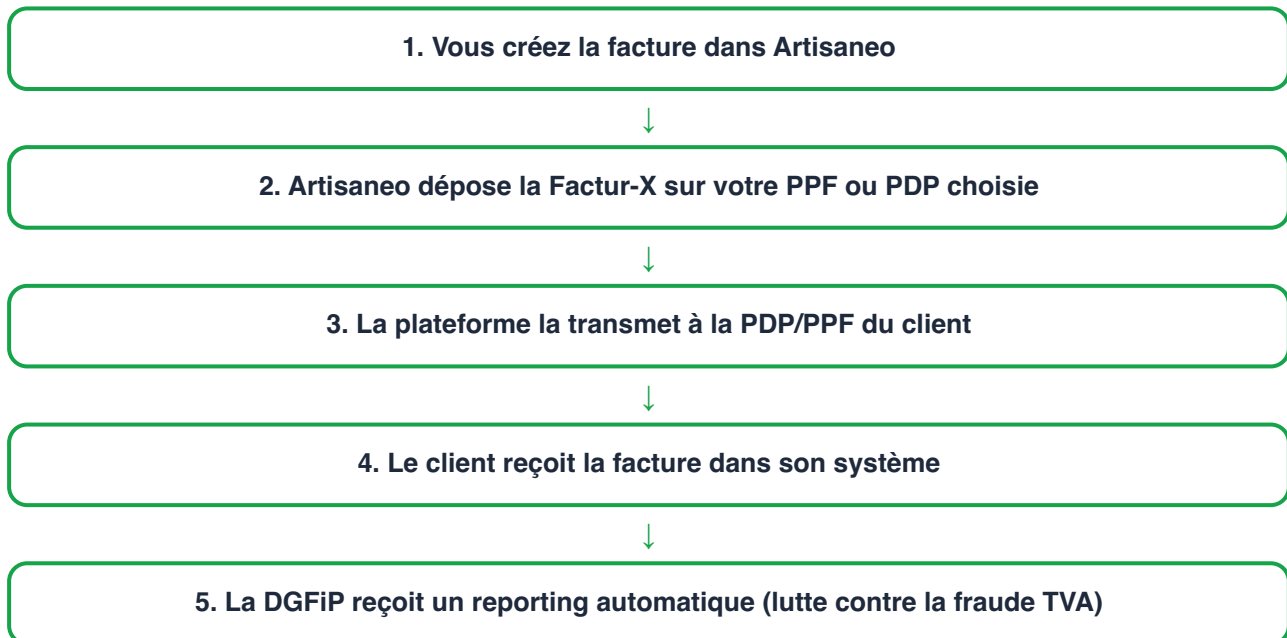 1. Vous créez la facture dans Artisaneo
↓
2. Artisaneo dépose la Factur-X sur votre PPF ou PDP choisie
↓
3. La plateforme la transmet à la PDP/PPF du client
↓
4. Le client reçoit la facture dans son système
↓
5. La DGFiP reçoit un reporting automatique (lutte contre la fraude TVA)